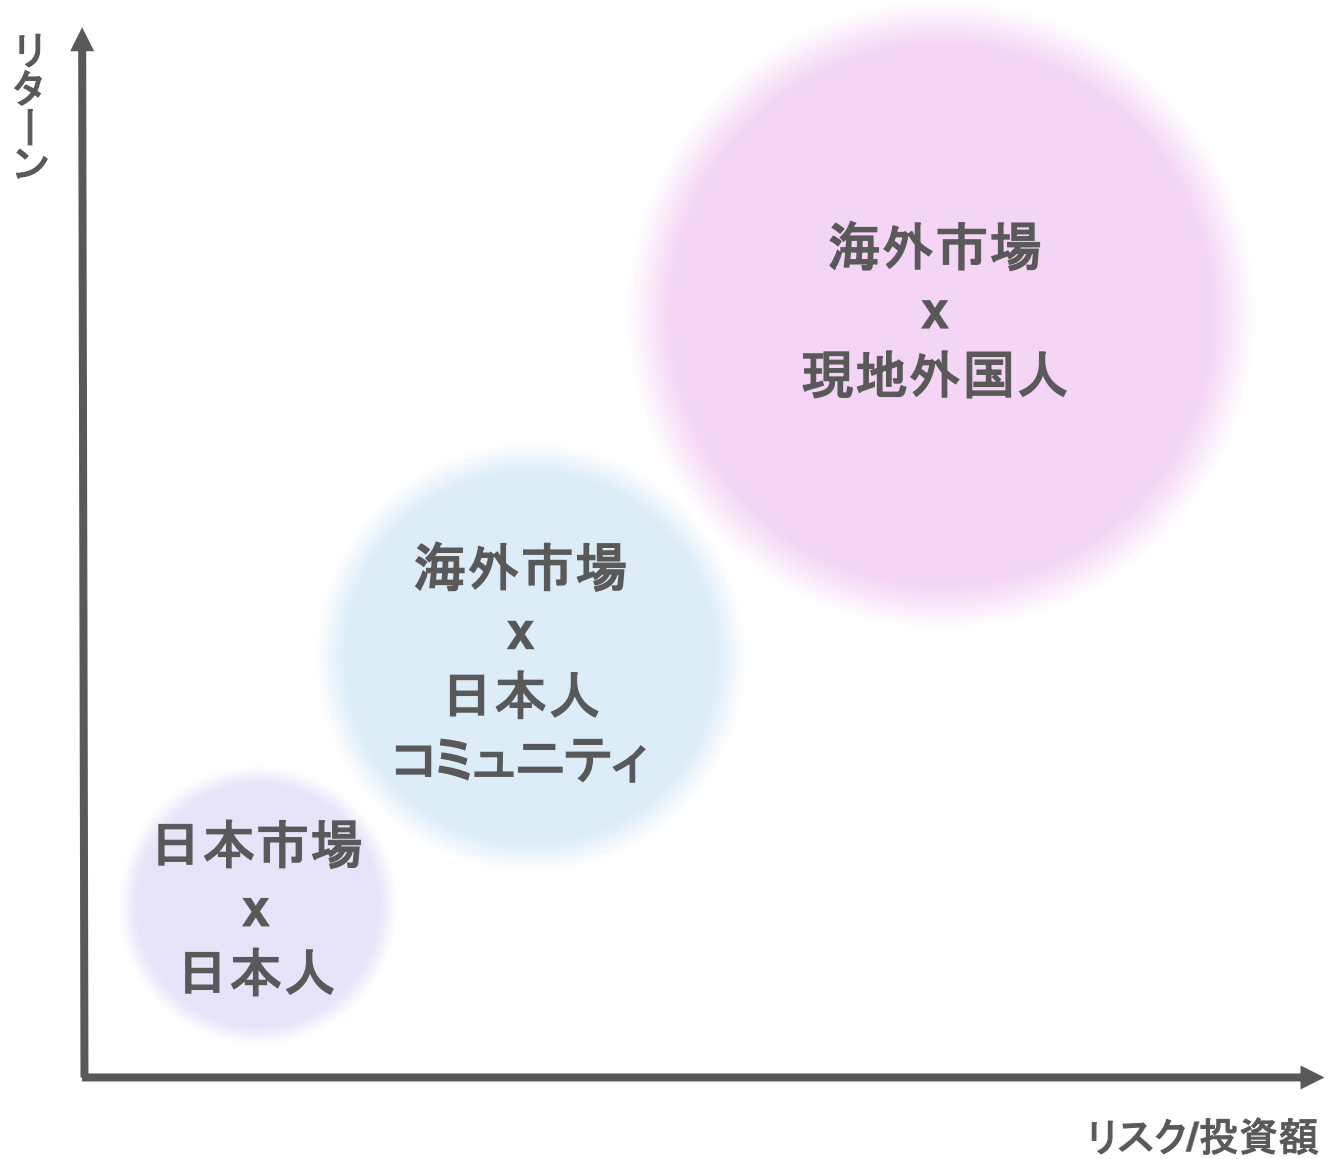 リターン
海外市場
x
現地外国人
海外市場
x
日本人
コミュニティ
日本市場
x
日本人
リスク/投資額